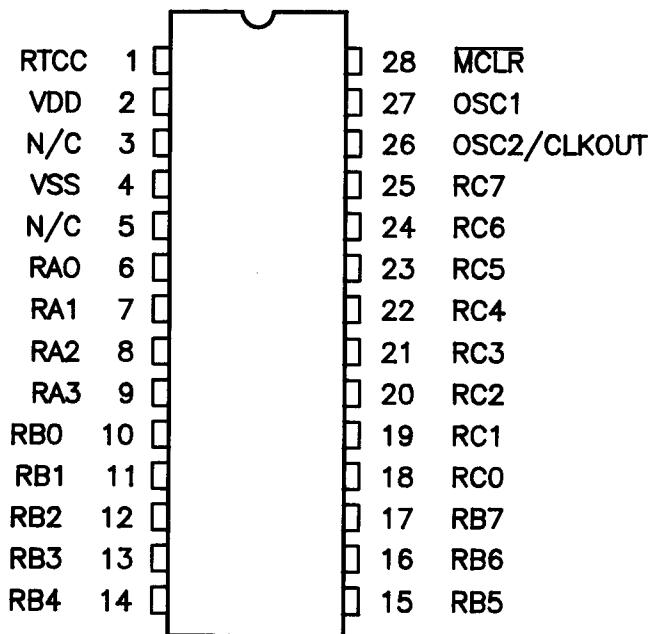 RTCC 1 28 MCLR
VDD 2 27 OSC1
N/C 3 26 OSC2/CLKOUT
VSS 4 25 RC7
N/C 5 24 RC6
RA0 6 23 RC5
RA1 7 22 RC4
RA2 8 21 RC3
RA3 9 20 RC2
RB0 10 19 RC1
RB1 11 18 RC0
RB2 12 17 RB7
RB3 13 16 RB6
RB4 14 15 RB5